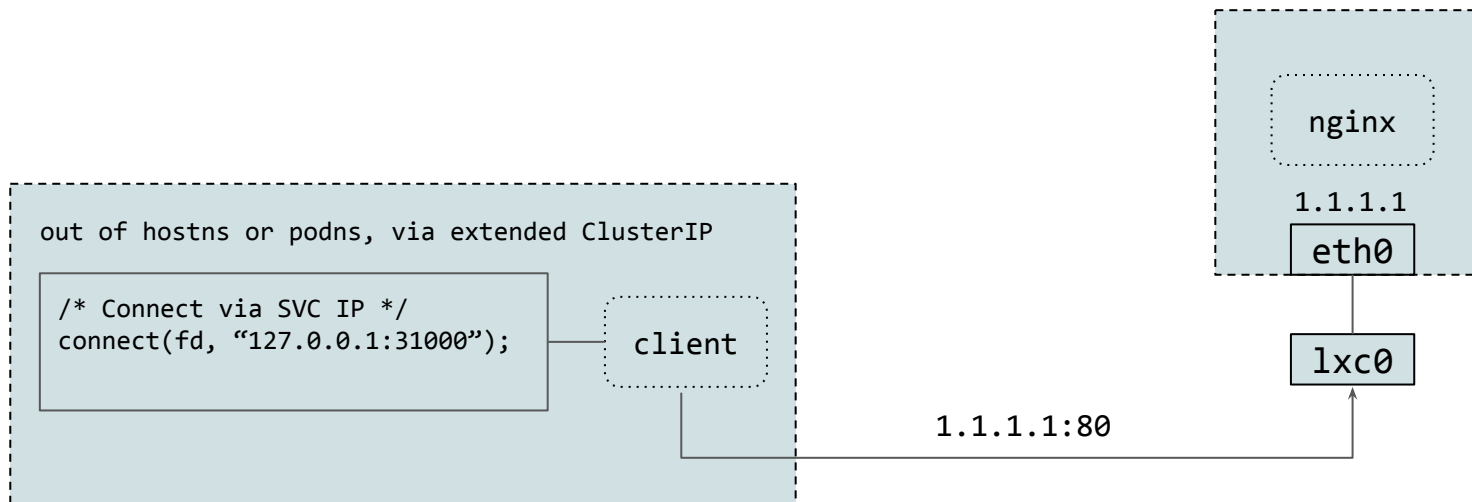 nginx
1.1.1.1
eth0
out of hostns or podns, via extended ClusterIP
/* Connect via SVC IP */
connect(fd, “127.0.0.1:31000”);
client
lxc0
1.1.1.1:80